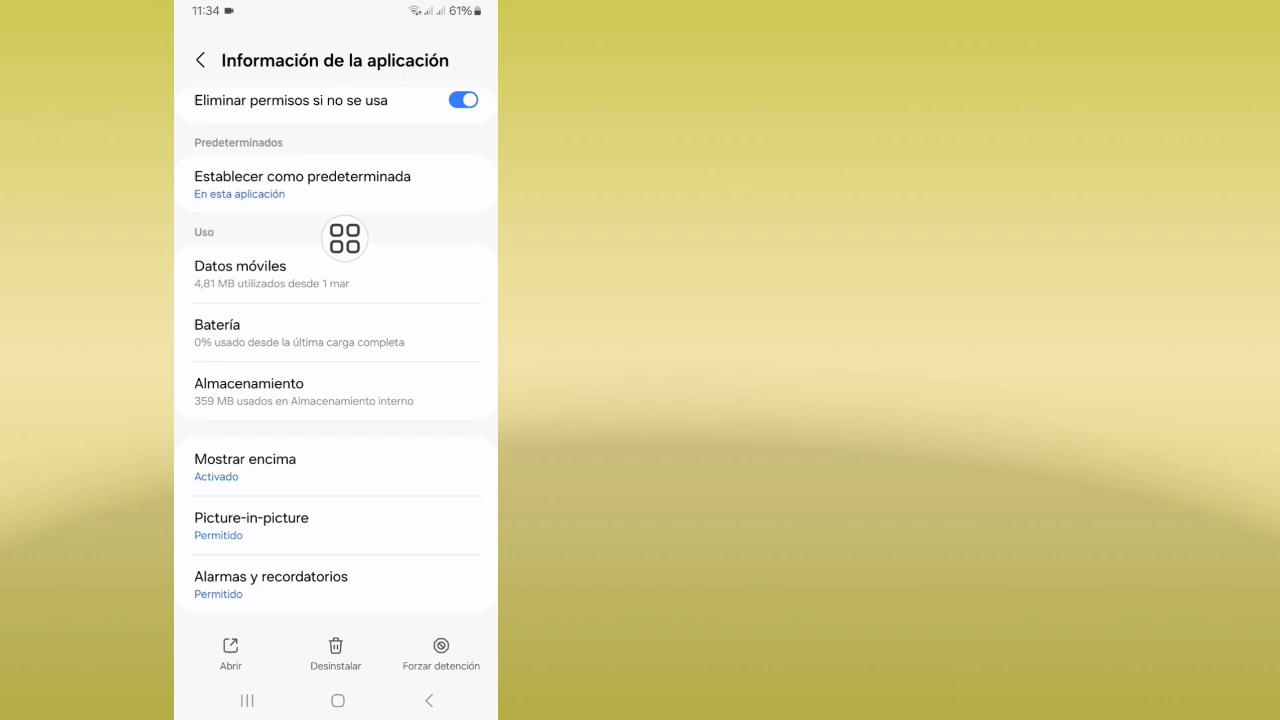 11:34
61%
Información de la aplicación
Eliminar permisos si no se usa
Predeterminados
Establecer como predeterminada
En esta aplicación
Uso
Datos móviles
4,81 MB utilizados desde 1 mar
Batería
0% usado desde la última carga completa
Almacenamiento
359 MB usados en Almacenamiento interno
Mostrar encima
Activado
Picture-in-picture
Permitido
Alarmas y recordatorios
Permitido
Abrir
Desinstalar
Forzar detención